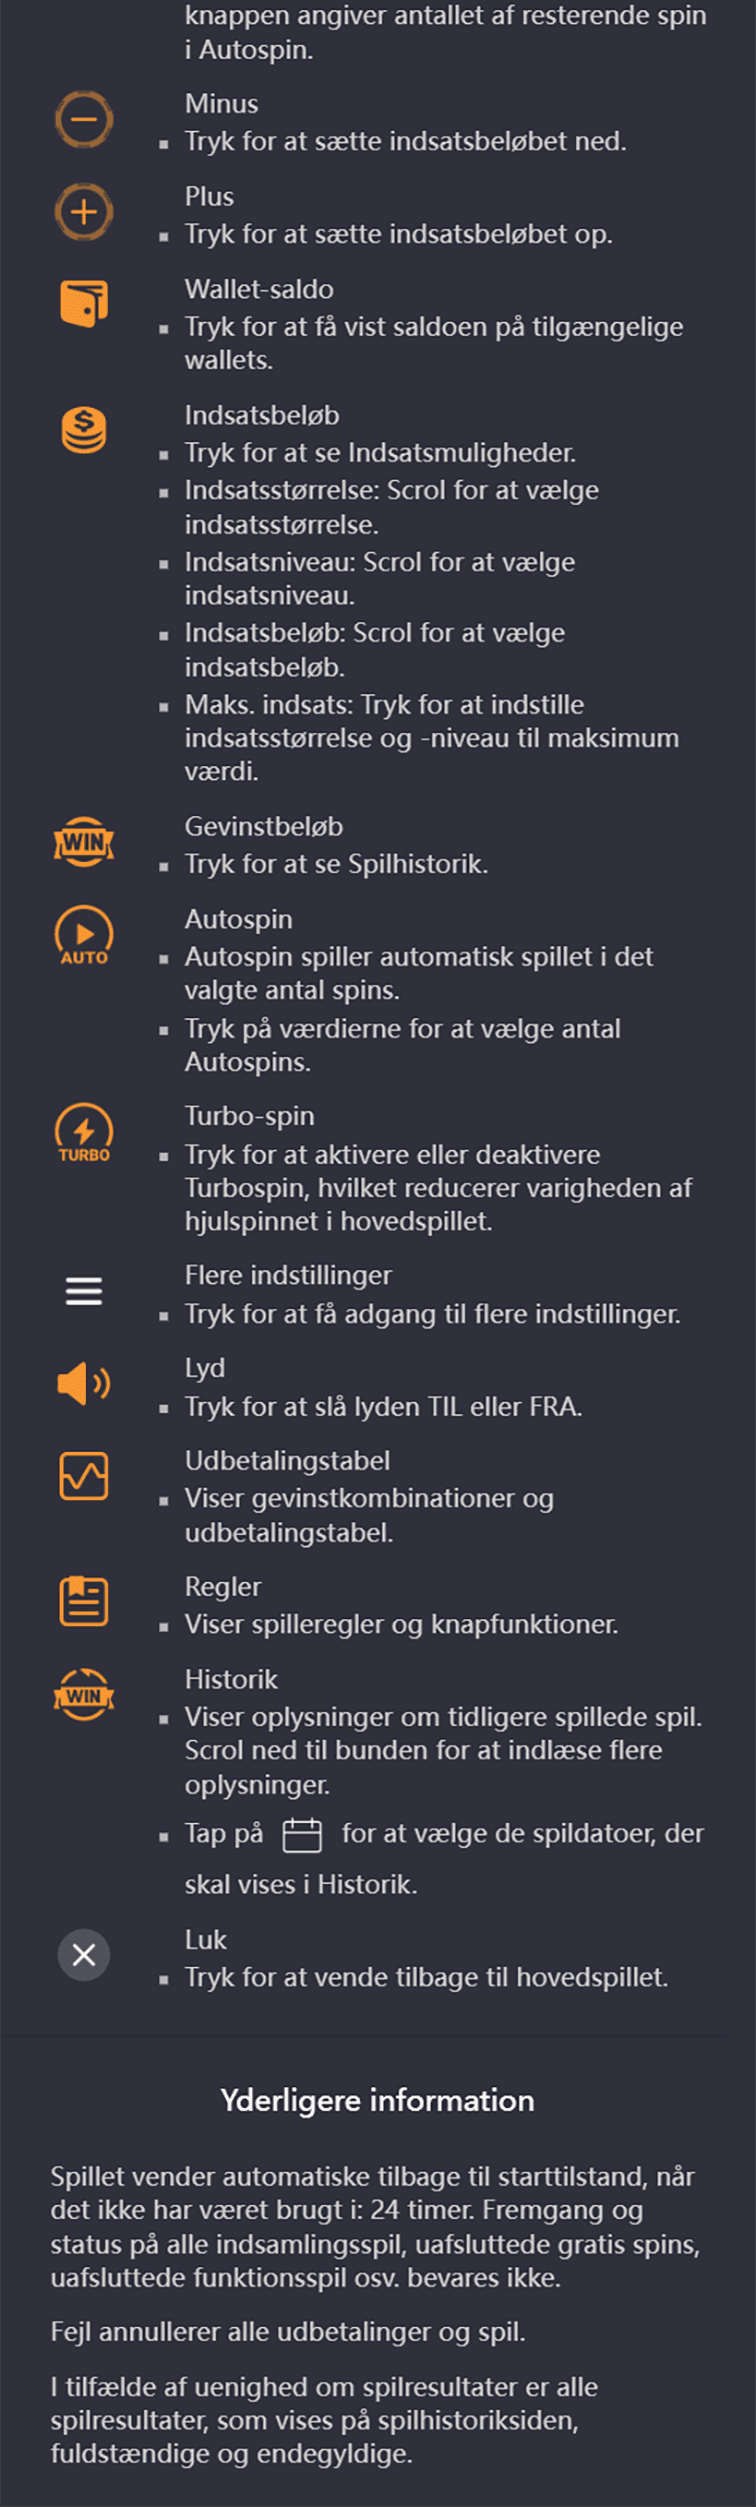 knappen angiver antallet af resterende spin
i Autospin.
Minus
▪ Tryk for at sætte indsatsbeløbet ned.
Plus
▪ Tryk for at sætte indsatsbeløbet op.
Wallet-saldo
▪ Tryk for at få vist saldoen på tilgængelige
wallets.
$
Indsatsbeløb
▪ Tryk for at se Indsatsmuligheder.
▪ Indsatsstørrelse: Scrol for at vælge
indsatsstørrelse.
▪ Indsatsniveau: Scrol for at vælge
indsatsniveau.
▪ Indsatsbeløb: Scrol for at vælge
indsatsbeløb.
▪ Maks. indsats: Tryk for at indstille
indsatsstørrelse og -niveau til maksimum
værdi.
WIN
Gevinstbeløb
▪ Tryk for at se Spilhistorik.
AUTO
Autospin
▪ Autospin spiller automatisk spillet i det
valgte antal spins.
▪ Tryk på værdierne for at vælge antal
Autospins.
TURBO
Turbo-spin
▪ Tryk for at aktivere eller deaktivere
Turbospin, hvilket reducerer varigheden af
hjulspinnet i hovedspillet.
Flere indstillinger
▪ Tryk for at få adgang til flere indstillinger.
Lyd
▪ Tryk for at slå lyden TIL eller FRA.
Udbetalingstabel
▪ Viser gevinstkombinationer og
udbetalingstabel.
Regler
▪ Viser spilleregler og knapfunktioner.
WIN
Historik
▪ Viser oplysninger om tidligere spillede spil.
Scrol ned til bunden for at indlæse flere
oplysninger.
▪ Tap på for at vælge de spildatoer, der
skal vises i Historik.
Luk
▪ Tryk for at vende tilbage til hovedspillet.
Yderligere information
Spillet vender automatiske tilbage til starttilstand, når
det ikke har været brugt i: 24 timer. Fremgang og
status på alle indsamlingsspil, uafsluttede gratis spins,
uafsluttede funktionsspil osv. bevares ikke.
Fejl annullerer alle udbetalinger og spil.
I tilfælde af uenighed om spilresultater er alle
spilresultater, som vises på spilhistoriksiden,
fuldstændige og endegyldige.